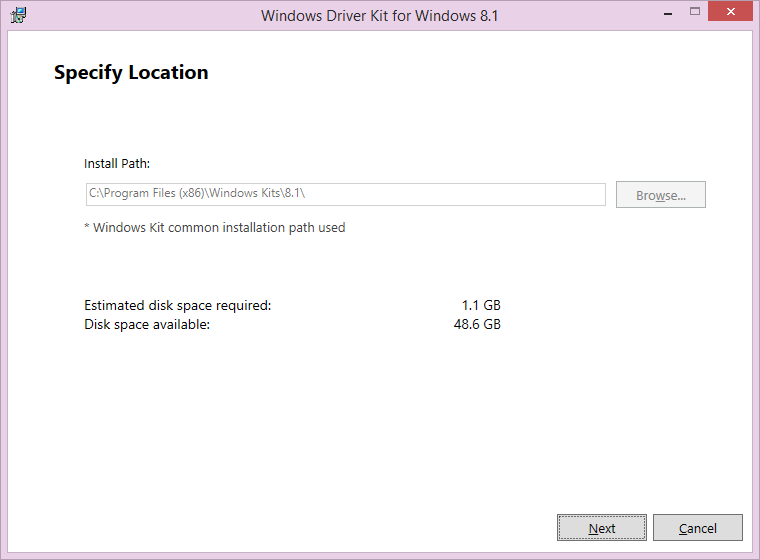 Windows Driver Kit for Windows 8.1
Specify Location
Install Path:
C:\Program Files (x86)\Windows Kits\8.1\
Browse...
* Windows Kit common installation path used
Estimated disk space required: 1.1 GB
Disk space available: 48.6 GB
Next Cancel